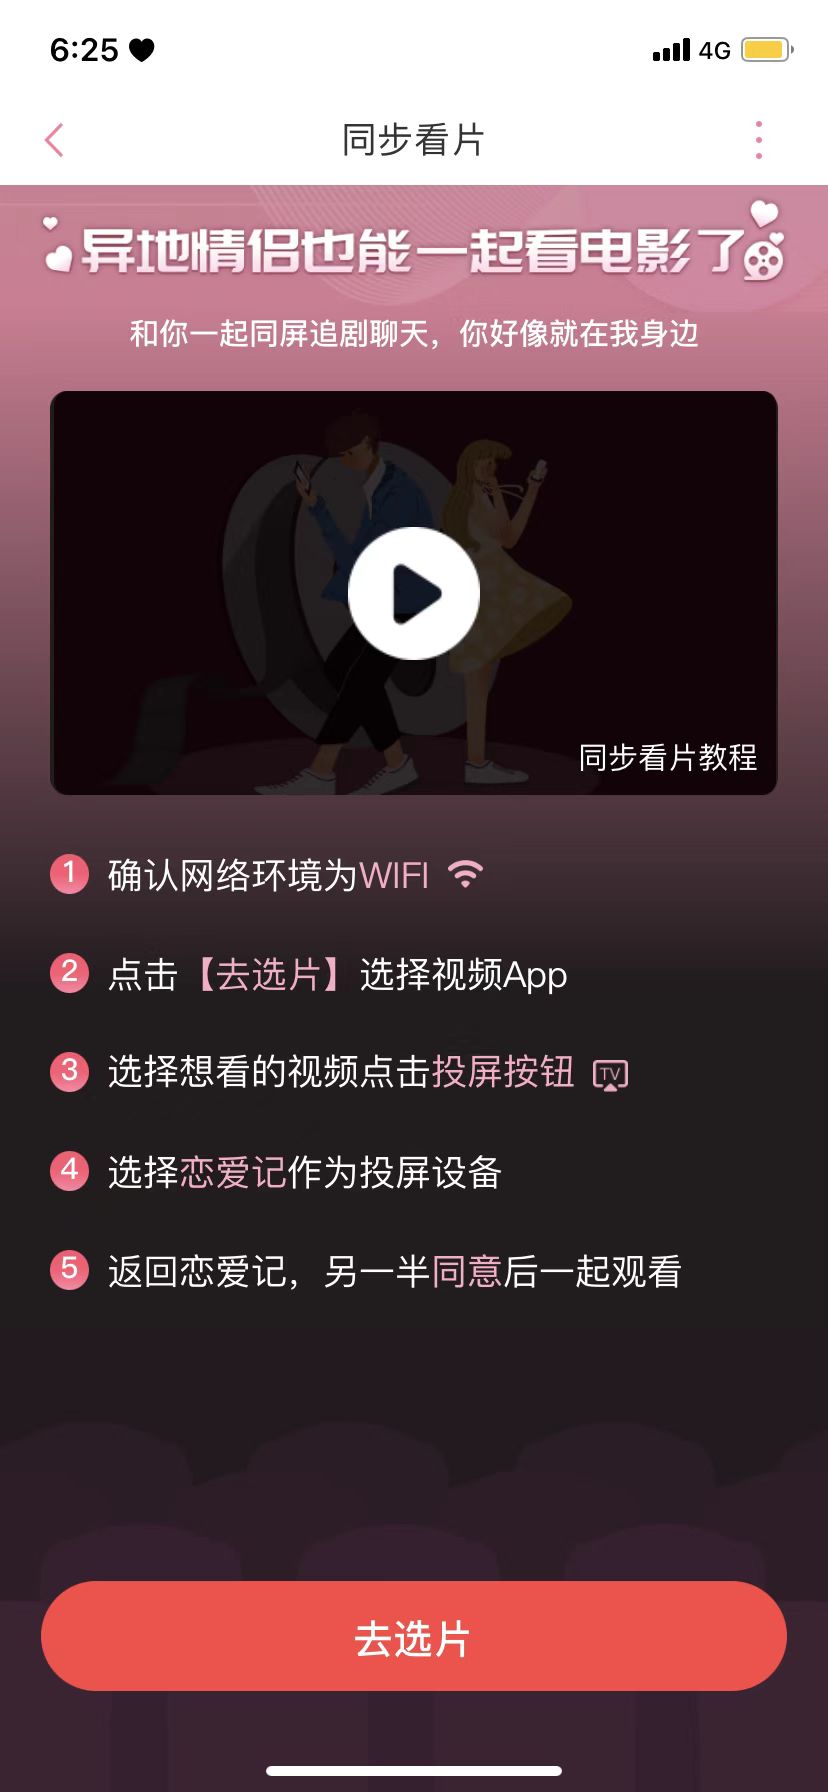 6:25
4G
同步看片
异地情侣也能一起看电影了
和你一起同屏追剧聊天，你好像就在我身边
同步看片教程
1 确认网络环境为WIFI
2 点击【去选片】选择视频App
3 选择想看的视频点击投屏按钮 TV
4 选择恋爱记作为投屏设备
5 返回恋爱记，另一半同意后一起观看
去选片